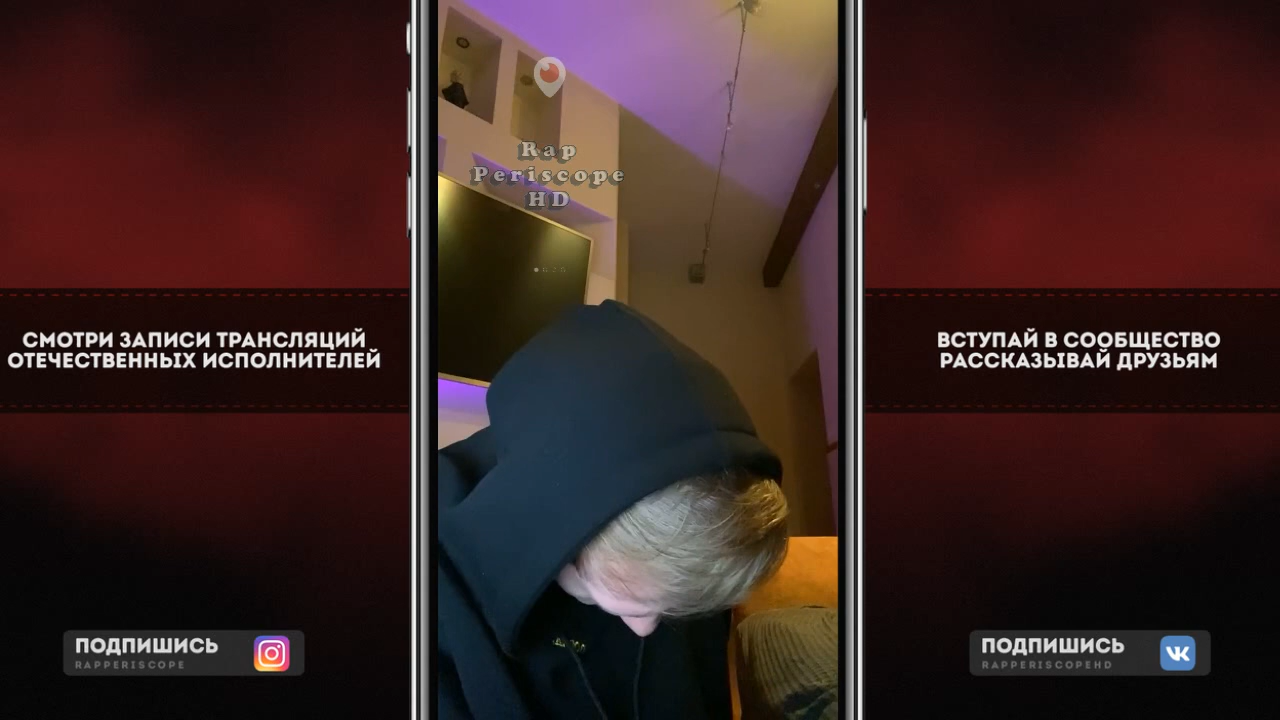 Rap
Periscope
HD
СМОТРИ ЗАПИСИ ТРАНСЛЯЦИЙ
ОТЕЧЕСТВЕННЫХ ИСПОЛНИТЕЛЕЙ
ВСТУПАЙ В СООБЩЕСТВО
РАССКАЗЫВАЙ ДРУЗЬЯМ
ПОДПИШИСЬ
RAPPERISCOPE
ПОДПИШИСЬ
RAPPERISCOPEHD